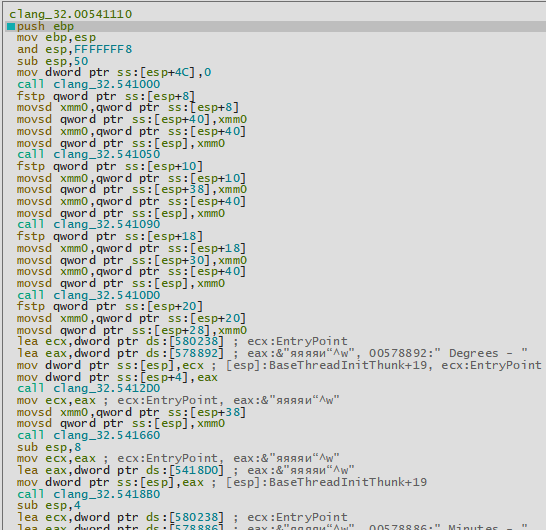 clang_32.00541110
push ebp
mov ebp,esp
and esp,FFFFFFF8
sub esp,50
mov dword ptr ss:[esp+4C],0
call clang_32.541000
fstp qword ptr ss:[esp+8]
movsd xmm0,qword ptr ss:[esp+8]
movsd qword ptr ss:[esp+40],xmm0
movsd xmm0,qword ptr ss:[esp+40]
movsd qword ptr ss:[esp],xmm0
call clang_32.541050
fstp qword ptr ss:[esp+10]
movsd xmm0,qword ptr ss:[esp+10]
movsd qword ptr ss:[esp+38],xmm0
movsd xmm0,qword ptr ss:[esp+40]
movsd qword ptr ss:[esp],xmm0
call clang_32.541090
fstp qword ptr ss:[esp+18]
movsd xmm0,qword ptr ss:[esp+18]
movsd qword ptr ss:[esp+30],xmm0
movsd xmm0,qword ptr ss:[esp+40]
movsd qword ptr ss:[esp],xmm0
call clang_32.5410D0
fstp qword ptr ss:[esp+20]
movsd xmm0,qword ptr ss:[esp+20]
movsd qword ptr ss:[esp+28],xmm0
lea ecx,dword ptr ds:[580238] ; ecx:EntryPoint
lea eax,dword ptr ds:[578892] ; eax:&"яяяяи“^w", 00578892:" Degrees - "
mov dword ptr ss:[esp],ecx ; [esp]:BaseThreadInitThunk+19, ecx:EntryPoint
mov dword ptr ss:[esp+4],eax
call clang_32.5412D0
mov ecx,eax ; ecx:EntryPoint, eax:&"яяяяи“^w"
movsd xmm0,qword ptr ss:[esp+38]
movsd qword ptr ss:[esp],xmm0
call clang_32.541660
sub esp,8
mov ecx,eax ; ecx:EntryPoint, eax:&"яяяяи“^w"
lea eax,dword ptr ds:[5418D0] ; eax:&"яяяяи“^w"
mov dword ptr ss:[esp],eax ; [esp]:BaseThreadInitThunk+19
call clang_32.5418B0
sub esp,4
lea ecx,dword ptr ds:[580238] ; ecx:EntryPoint
lea eax,dword ptr ds:[578886] ; eax:&"яяяяи“^w", 00578886:" Minutes - "